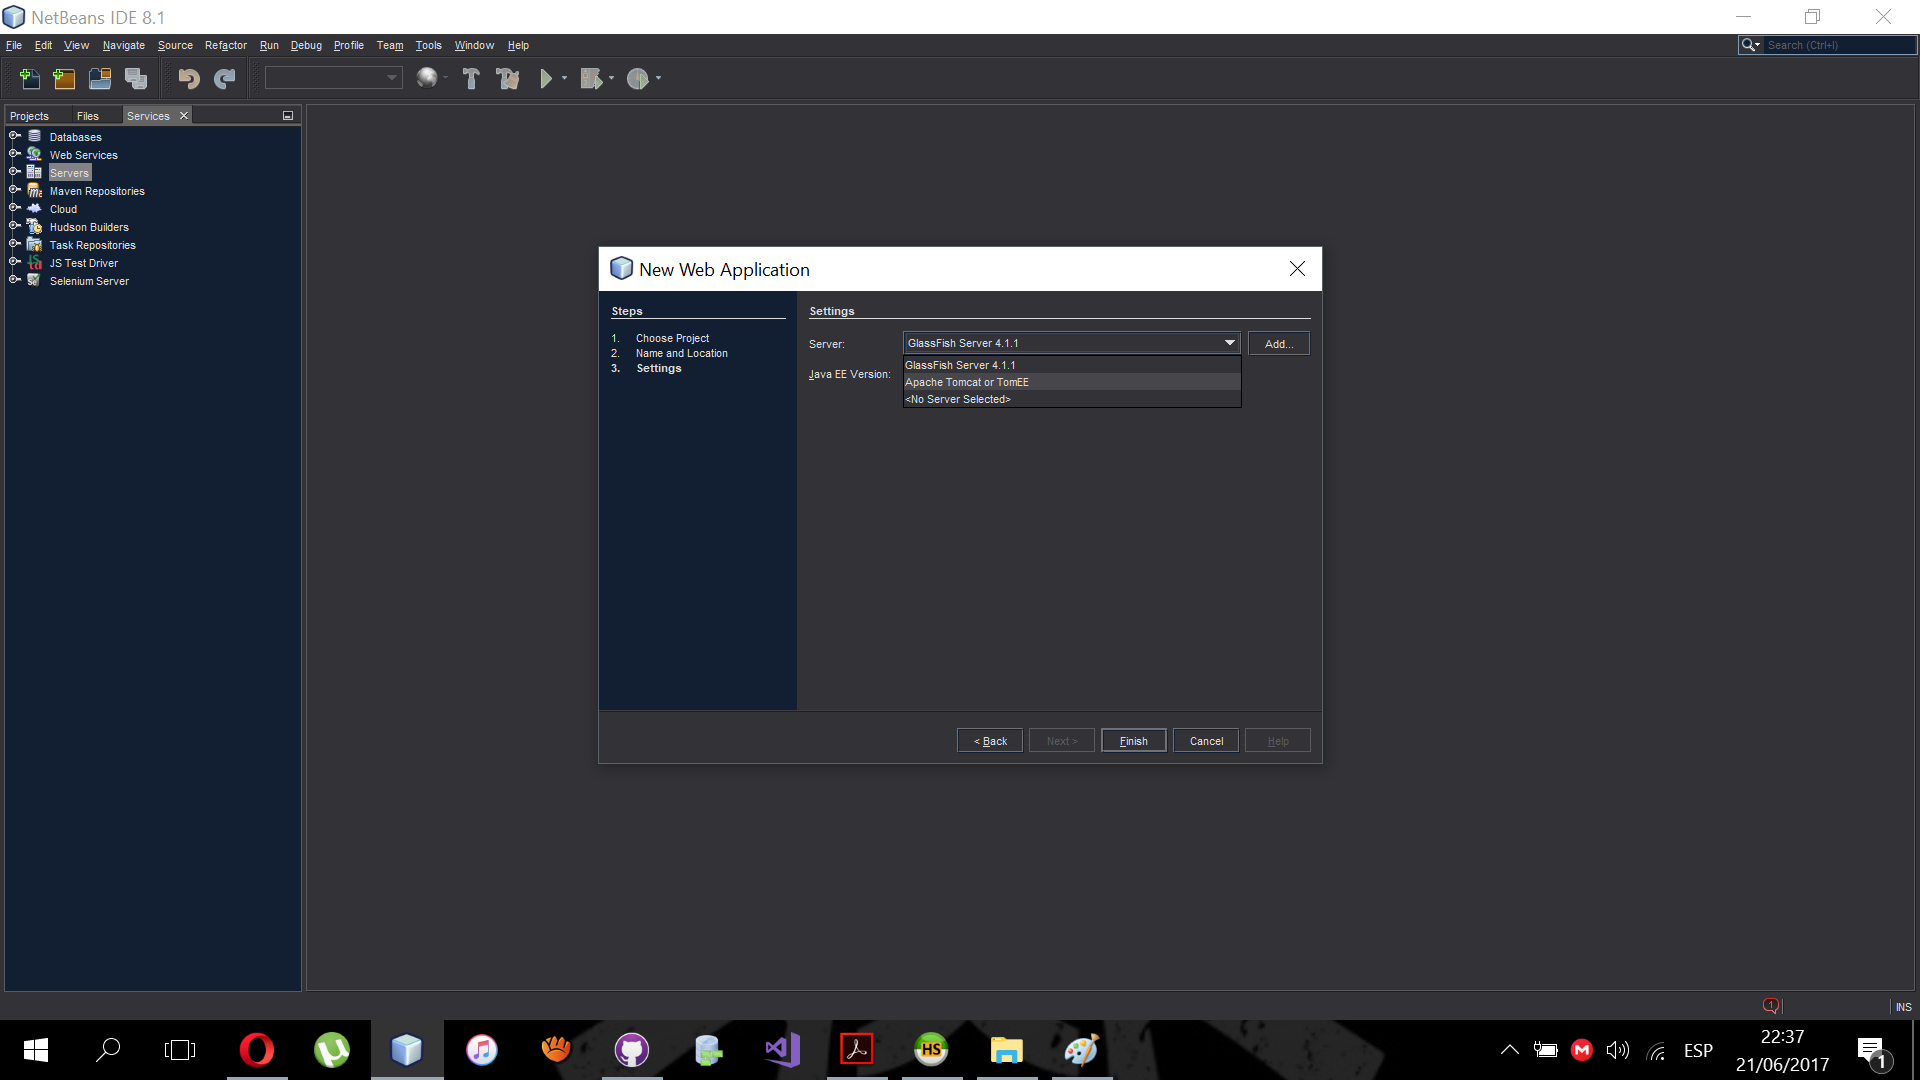 NetBeans IDE 8.1
File Edit View Navigate Source Refactor Run Debug Profile Team Tools Window Help
Search (Ctrl+I)
Projects Files Services
Databases
Web Services
Servers
Maven Repositories
Cloud
Hudson Builders
Task Repositories
JS Test Driver
Selenium Server
New Web Application
Steps
1. Choose Project
2. Name and Location
3. Settings
Settings
Server: GlassFish Server 4.1.1 Add...
GlassFish Server 4.1.1
Java EE Version:
Apache Tomcat or TomEE
<No Server Selected>
< Back Next > Finish Cancel Help
1 INS
HS
M
ESP
22:37
21/06/2017
1